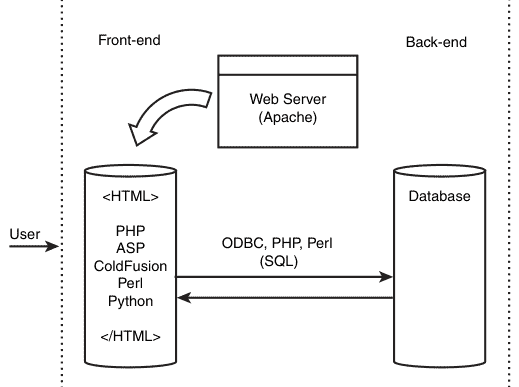 Front-end
Back-end
Web Server
(Apache)
<HTML>
PHP
ASP
ColdFusion
Perl
Python
</HTML>
User
ODBC, PHP, Perl
(SQL)
Database